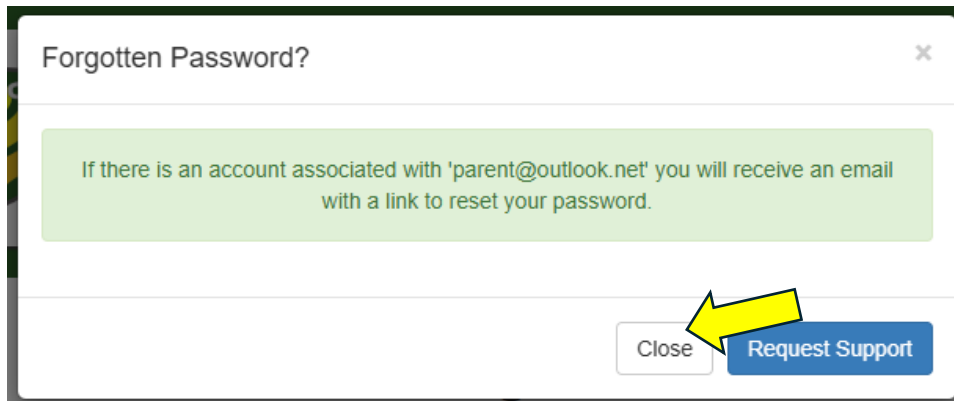 Forgotten Password?
×
If there is an account associated with 'parent@outlook.net' you will receive an email
with a link to reset your password.
Close
Request Support